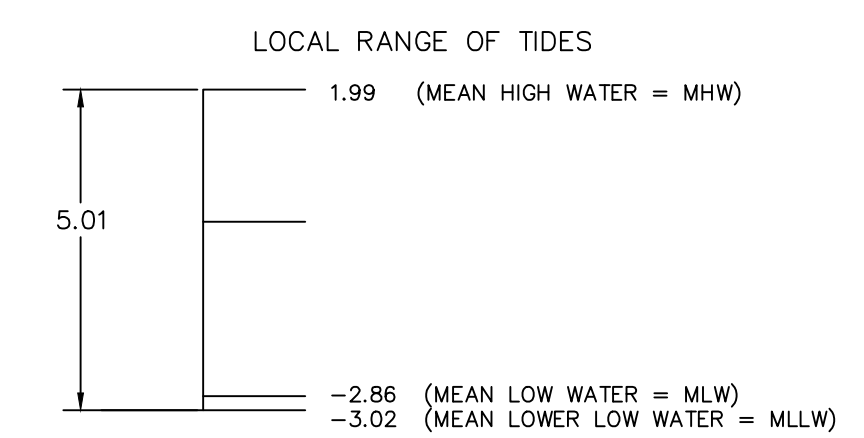 LOCAL RANGE OF TIDES
1.99 (MEAN HIGH WATER = MHW)
5.01
-2.86 (MEAN LOW WATER = MLW)
-3.02 (MEAN LOWER LOW WATER = MLLW)